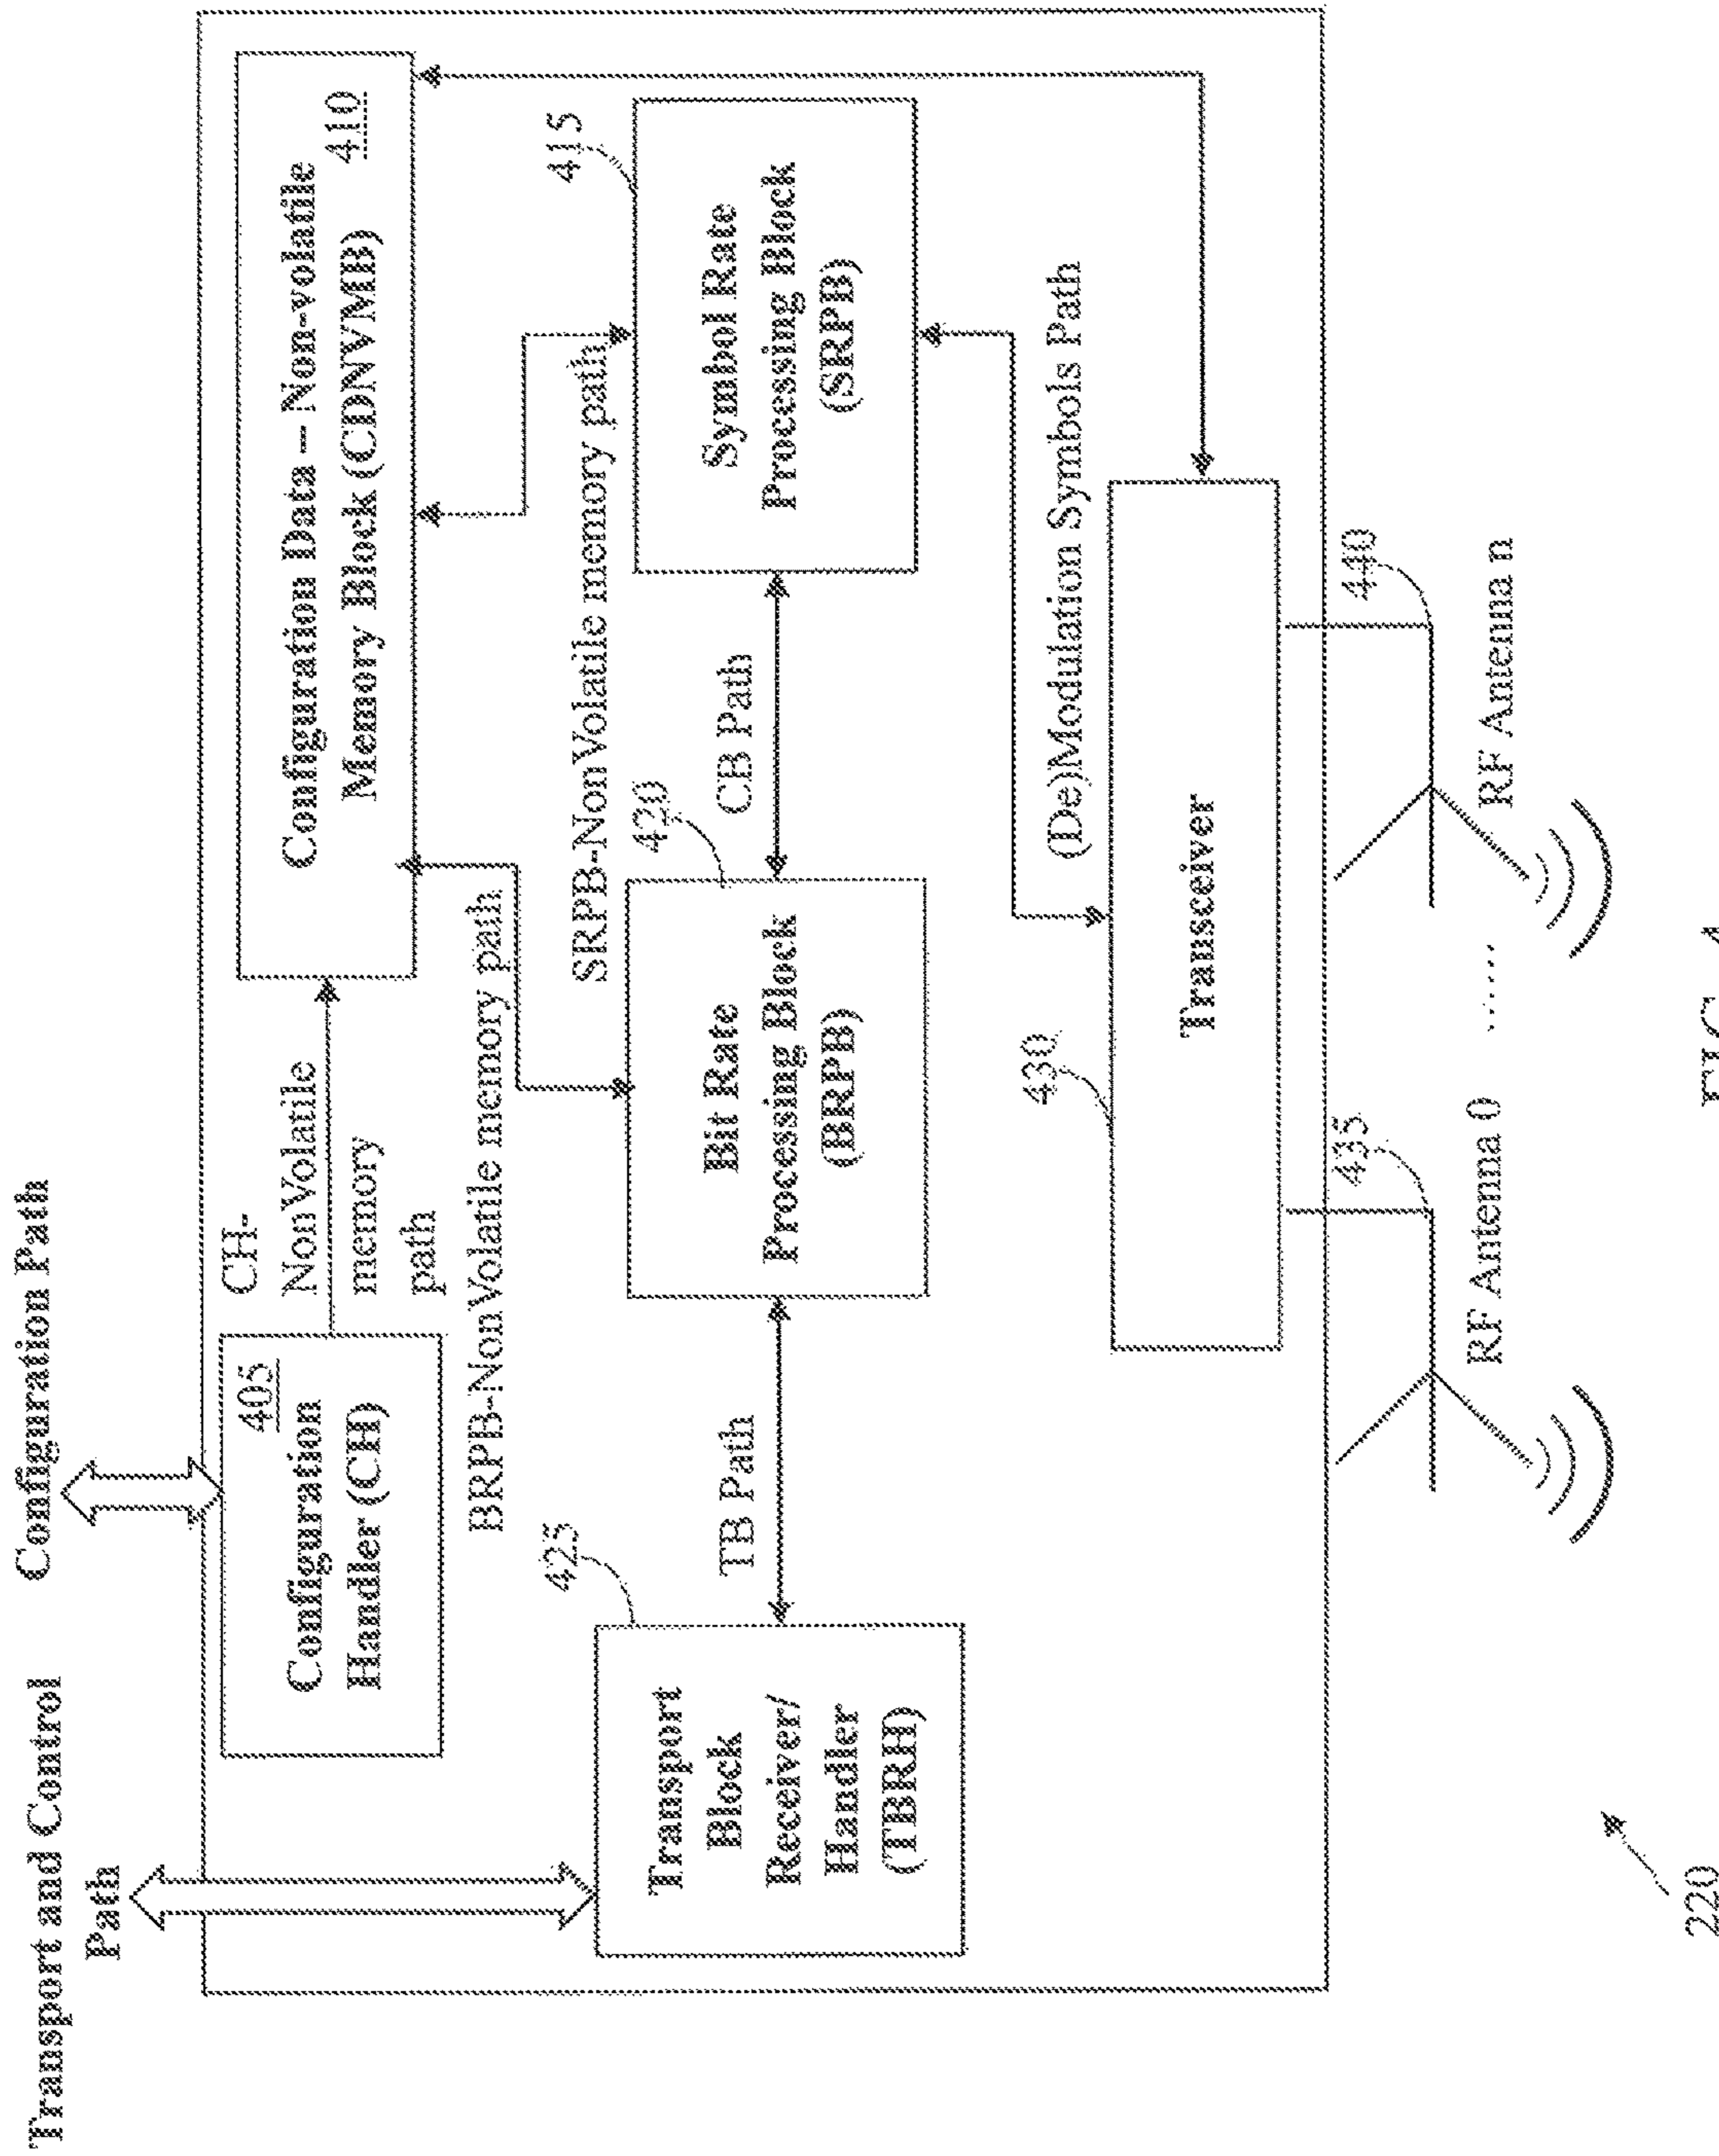 Transport and Control
Path
Configuration Path
405
Configuration
Handler (CH)
CH-
NonVolatile
memory
path
Configuration Data – Non-volatile
Memory Block (CDNVMB)
410
BRPB-NonVolatile memory path
SRPB-NonVolatile memory path
425
Transport
Block
Receiver/
Handler
(TBRH)
TB Path
420
Bit Rate
Processing Block
(BRPB)
CB Path
415
Symbol Rate
Processing Block
(SRPB)
(De)Modulation Symbols Path
430
Transceiver
435
RF Antenna 0
......
440
RF Antenna n
220
FIG. 4